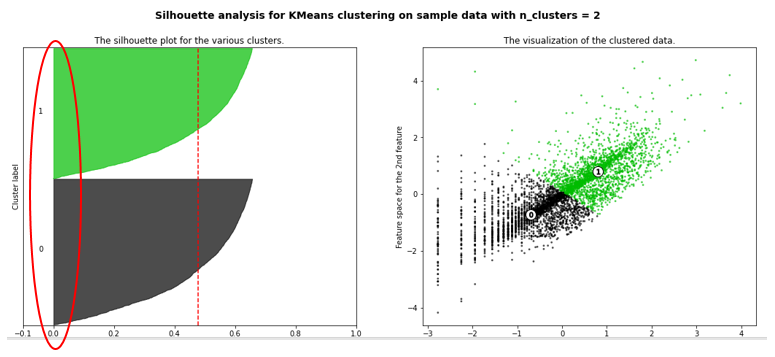 Silhouette analysis for KMeans clustering on sample data with n_clusters = 2
The silhouette plot for the various clusters.
Cluster label
1
0
−0.1 0.0 0.2 0.4 0.6 0.8 1.0
The visualization of the clustered data.
Feature space for the 2nd feature
4
2
0
−2
−4
1
0
−3 −2 −1 0 1 2 3 4